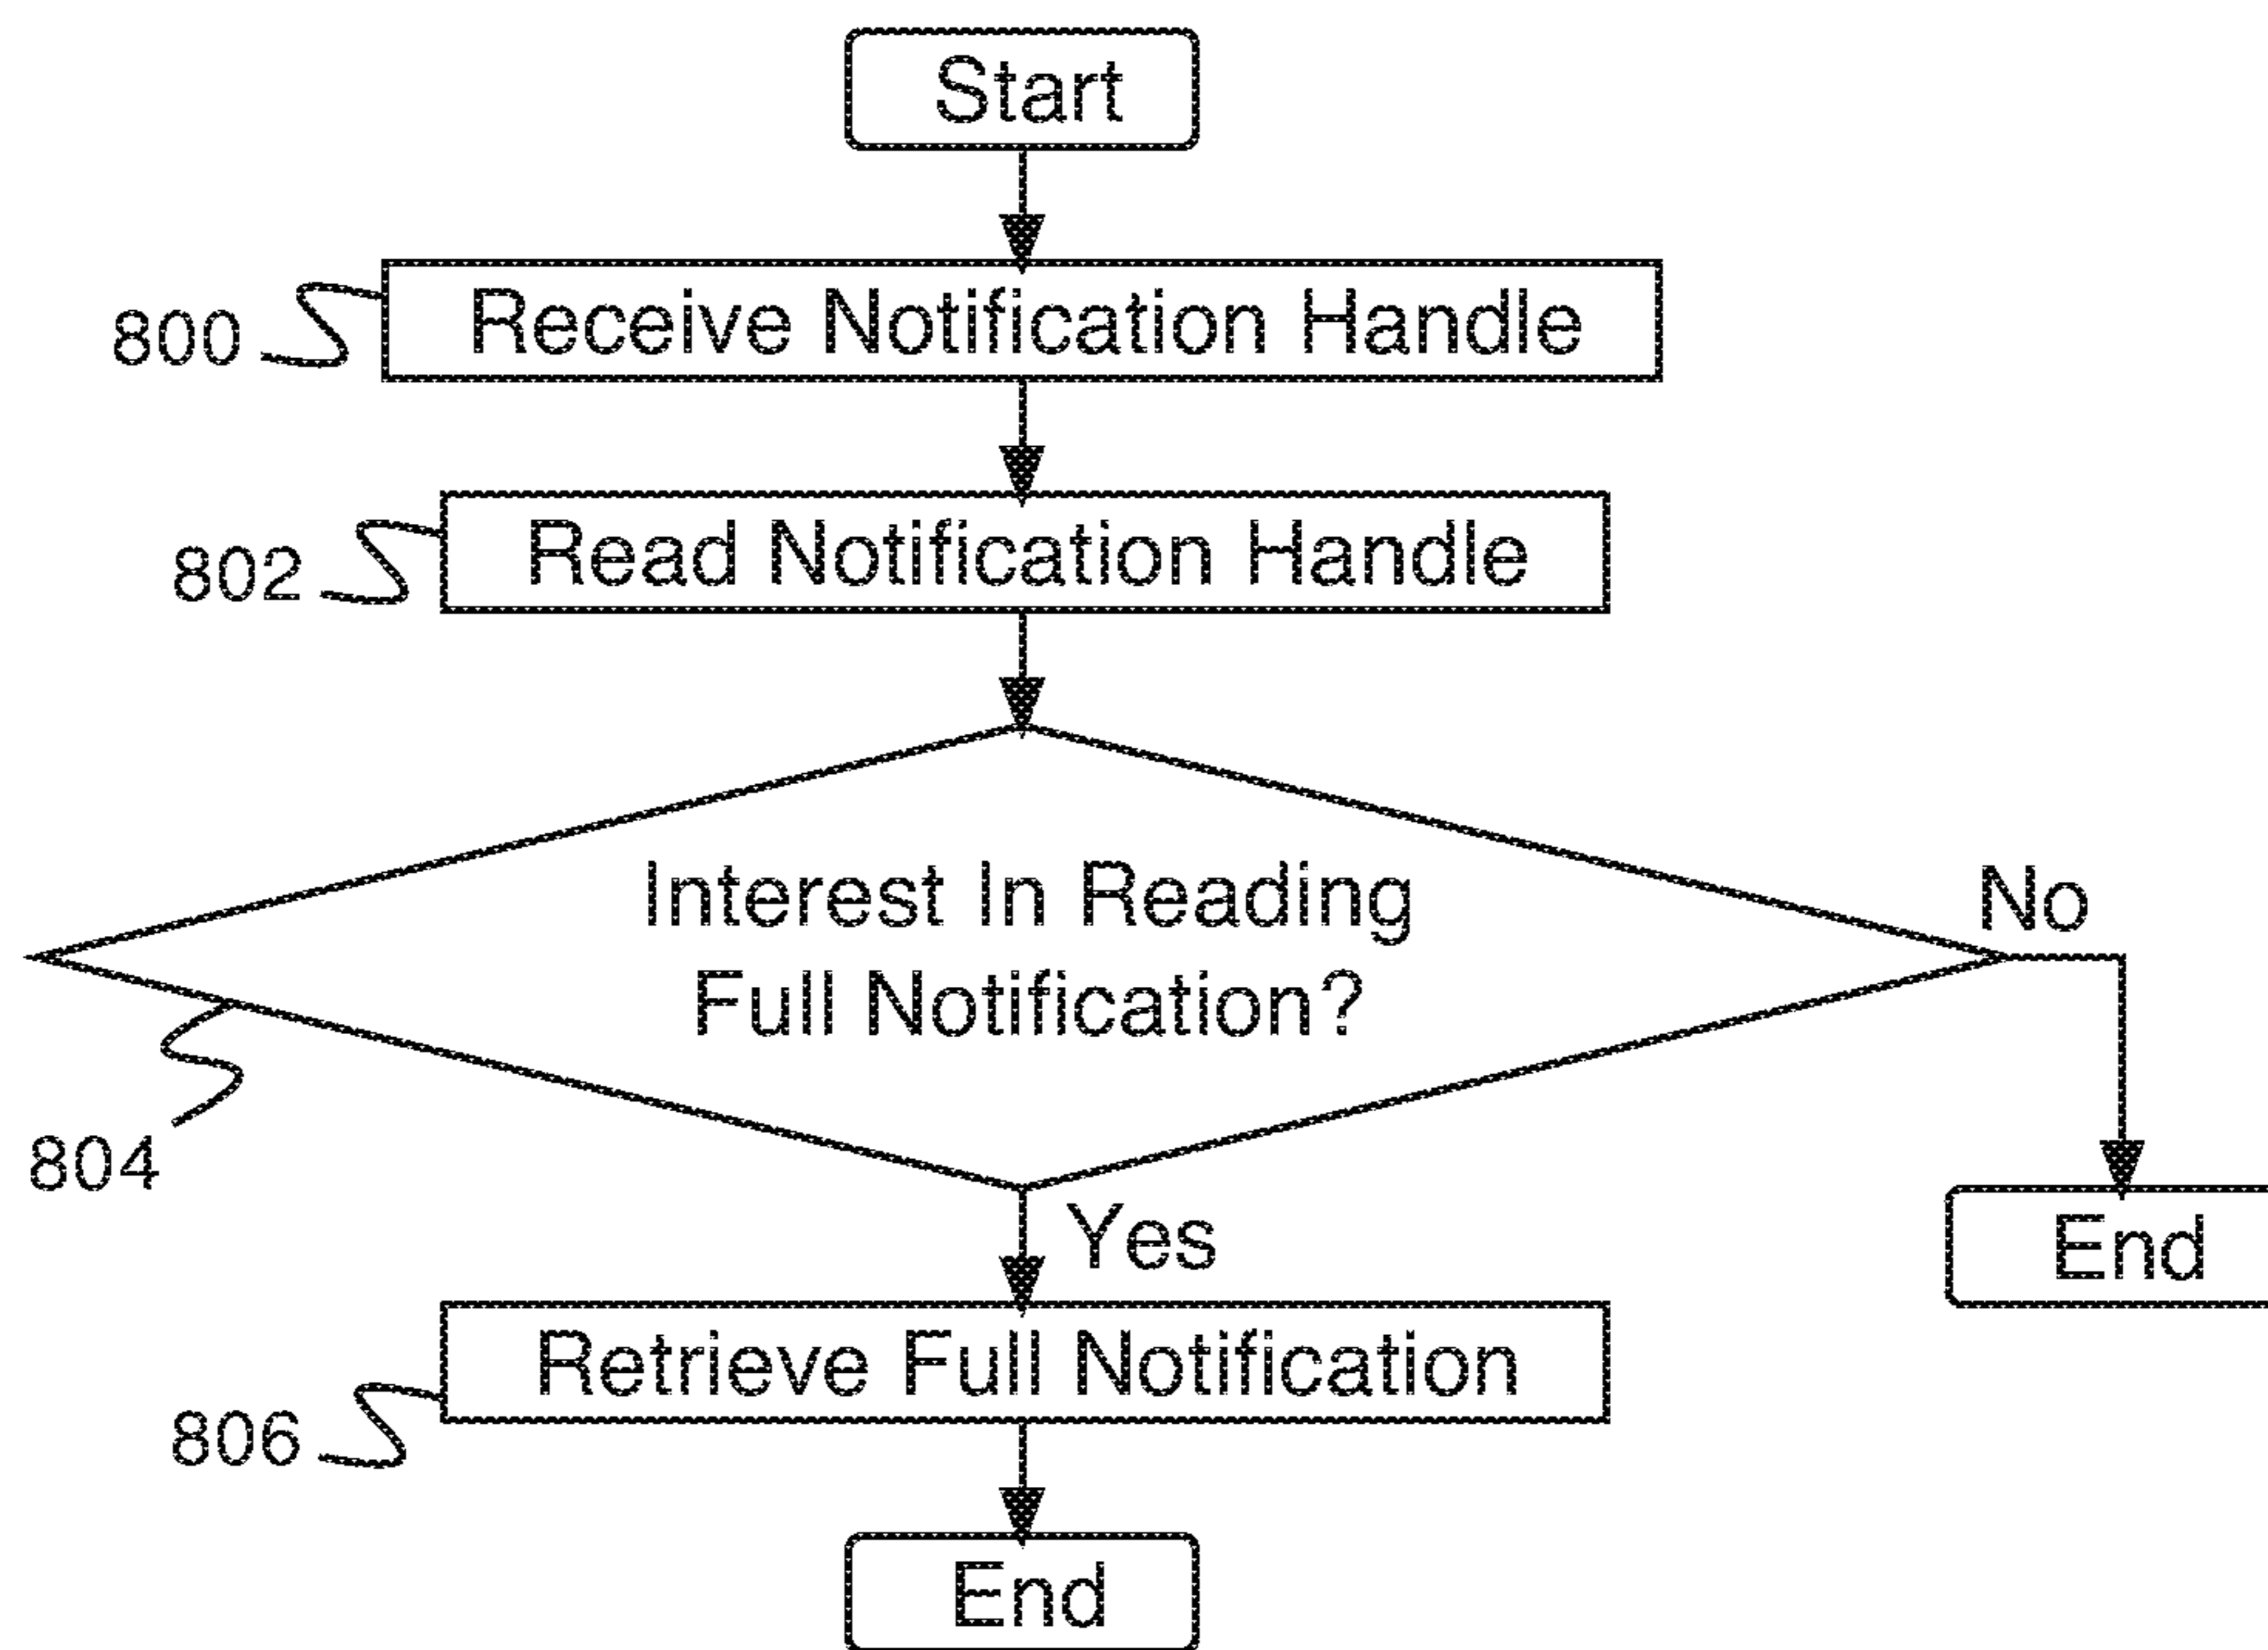 Start
800
Receive Notification Handle
802
Read Notification Handle
Interest In Reading
Full Notification?
No
804
Yes
End
Retrieve Full Notification
806
End